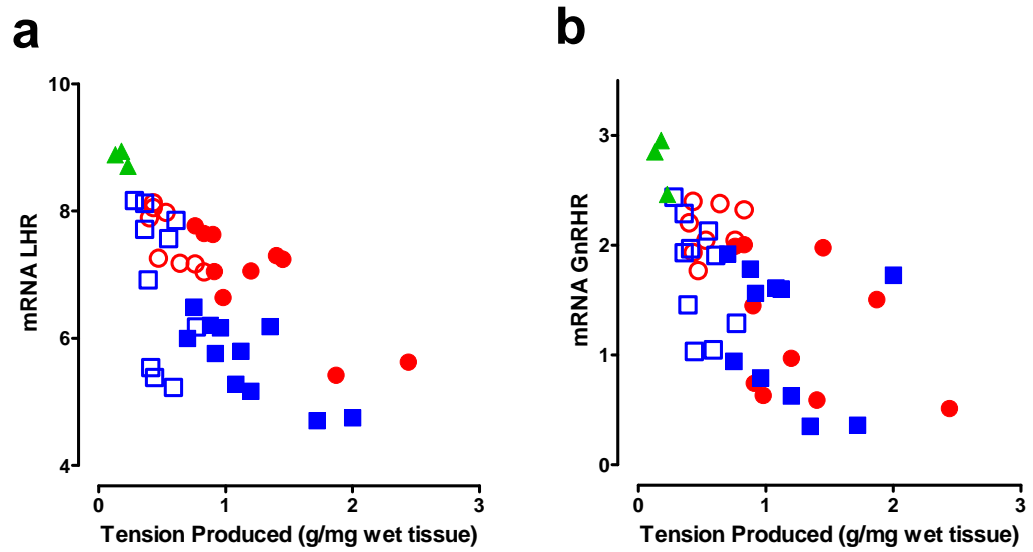 a
b
mRNA LHR
10
8
6
4
0 1 2 3
Tension Produced (g/mg wet tissue)
mRNA GnRHR
3
2
1
0
0 1 2 3
Tension Produced (g/mg wet tissue)